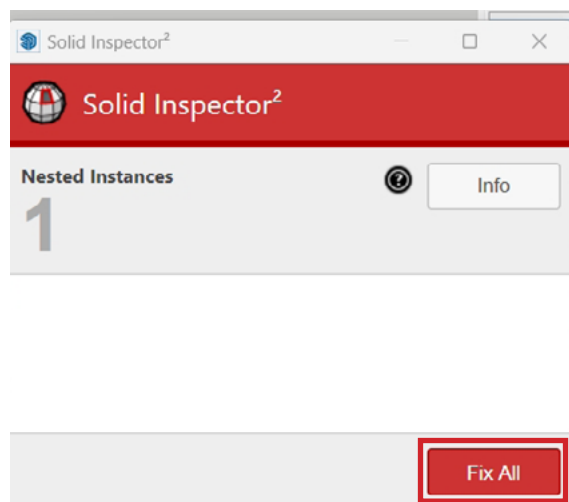 Solid Inspector²
Solid Inspector²
Nested Instances
Info
1
Fix All